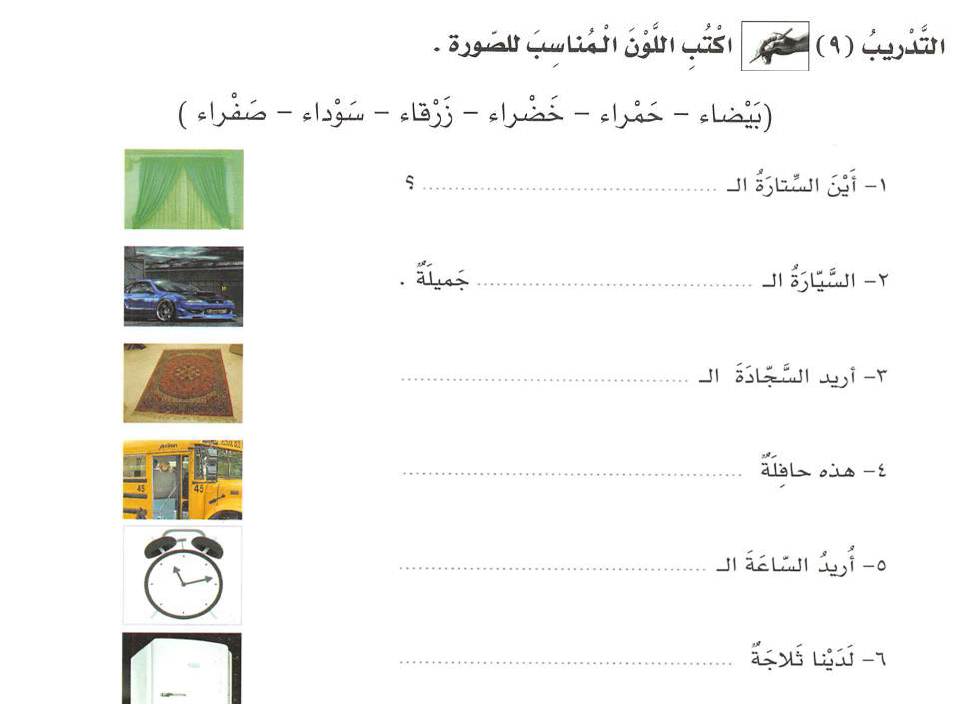 التَّدْريبُ (٩) اكْتُبِ اللَّوْنَ الْمُناسِبَ للصّورة .
(بَيْضاء – حَمْراء – خَضْراء – زَرْقاء – سَوْداء – صَفْراء )
١- أَيْنَ السِّتارَةُ الـ ........................................ ؟
٢- السَّيّارَةُ الـ ........................................ جَميلَةٌ .
٣- أريد السَّجّادَةَ الـ ........................................
٤- هذه حافِلَةٌ ........................................
45
45
٥- أُريدُ السّاعَةَ الـ ........................................
٦- لَدَيْنا ثَلاجَةٌ ........................................